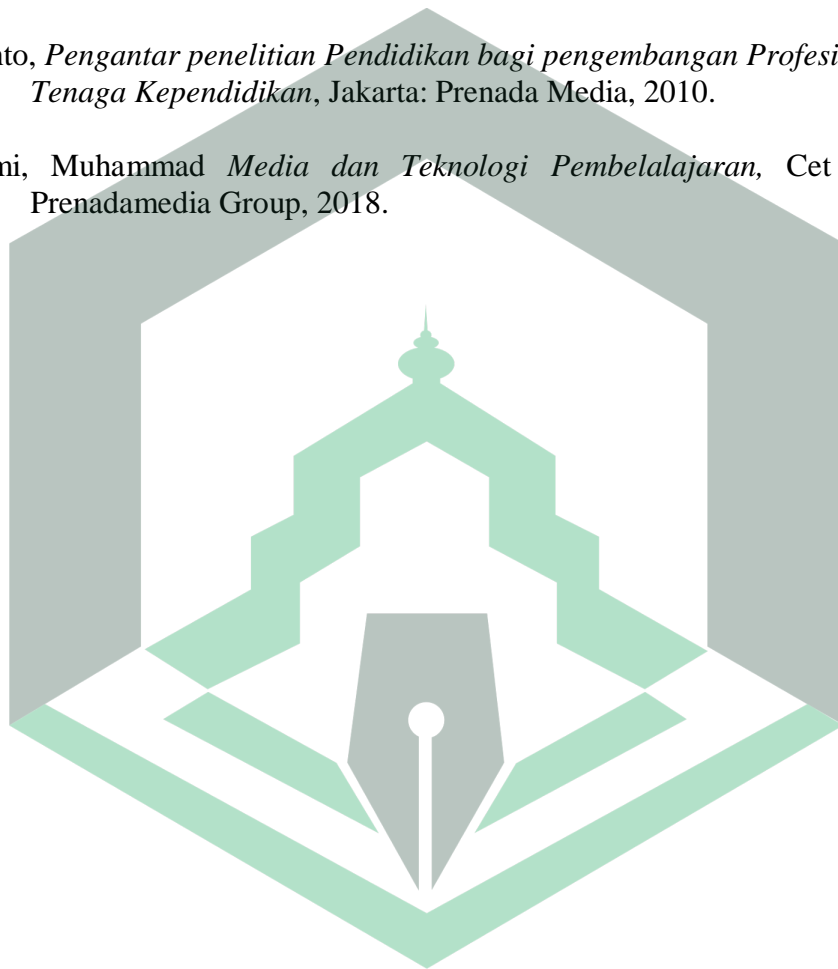 nto, Pengantar penelitian Pendidikan bagi pengembangan Profesi
Tenaga Kependidikan, Jakarta: Prenada Media, 2010.
mi, Muhammad Media dan Teknologi Pembelalajaran, Cet
Prenadamedia Group, 2018.